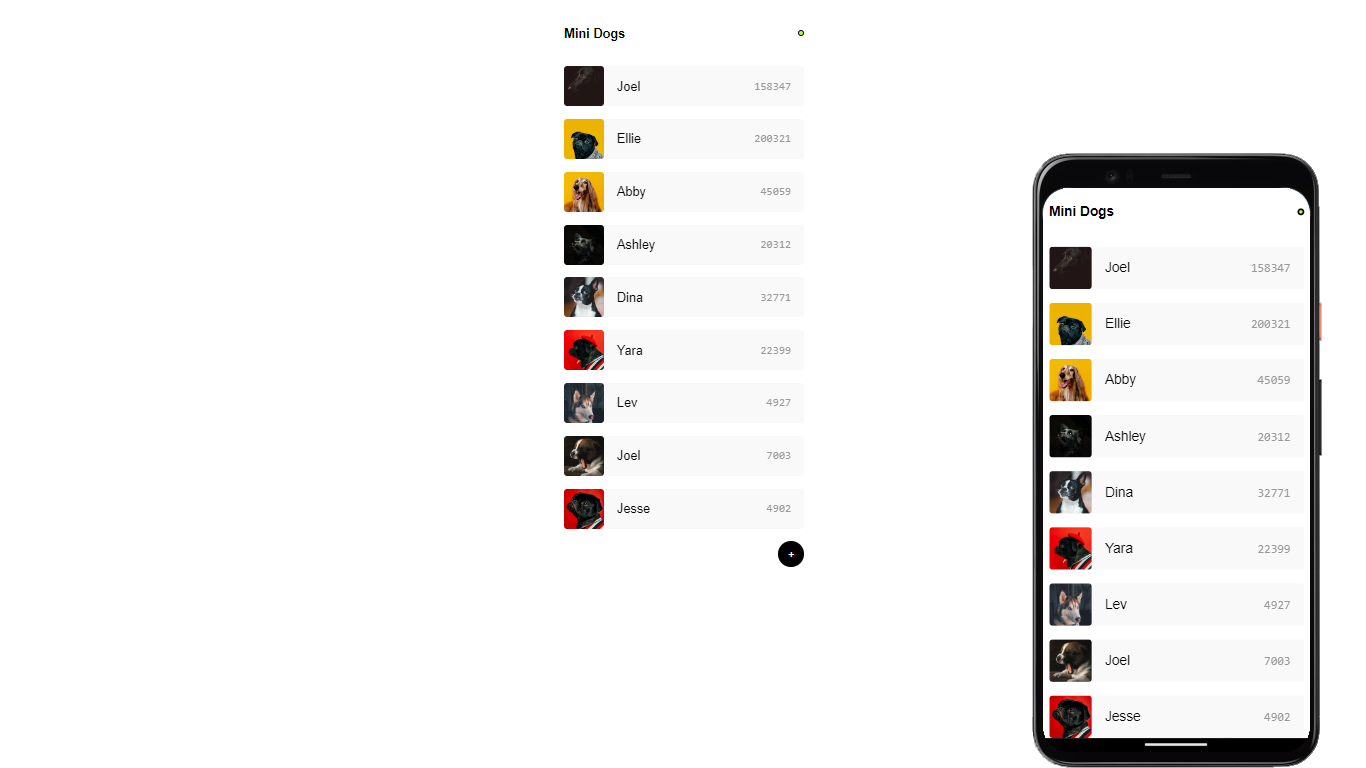 Mini Dogs
Joel 158347
Ellie 200321
Abby 45059
Ashley 20312
Dina 32771
Yara 22399
Lev 4927
Joel 7003
Jesse 4902
+
Mini Dogs
Joel 158347
Ellie 200321
Abby 45059
Ashley 20312
Dina 32771
Yara 22399
Lev 4927
Joel 7003
Jesse 4902